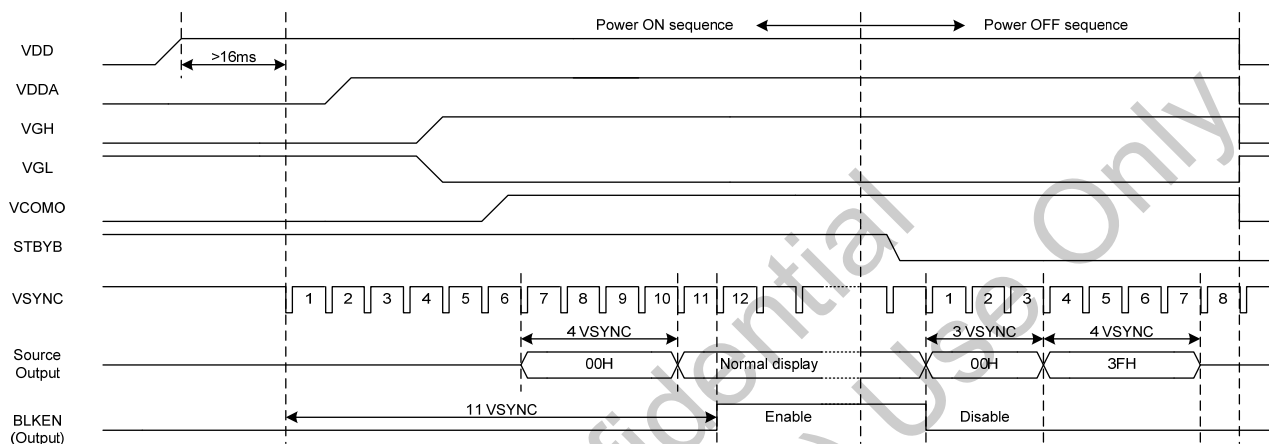 Power ON sequence Power OFF sequence
VDD
>16ms
VDDA
VGH
VGL
VCOMO
STBYB
VSYNC 1 2 3 4 5 6 7 8 9 10 11 12 1 2 3 4 5 6 7 8
4 VSYNC 3 VSYNC 4 VSYNC
Source
Output
00H Normal display 00H 3FH
11 VSYNC
BLKEN
(Output)
Enable Disable
Use Only